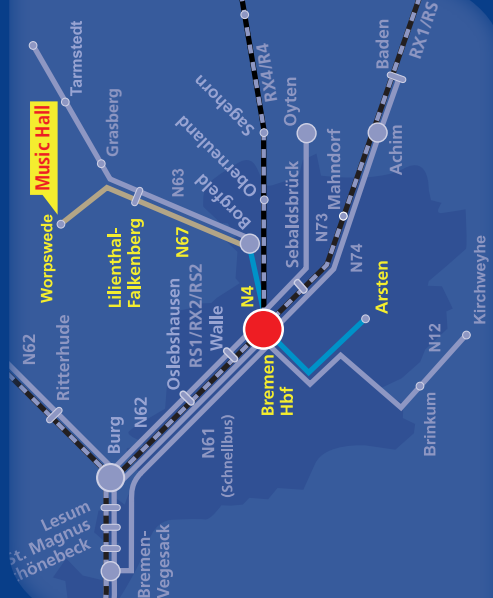 Tarmstedt
Grasberg
Music Hall
Worpswede
Lilienthal-
Falkenberg
N67
N63
Borgfeld
Oberneuland
Sagehorn
RX4/R4
Oyten
Sebaldsbrück
Baden
RX1/RS
Achim
Mahndorf
N73
N74
N4
Arsten
Bremen
Hbf
Kirchweyhe
N12
Brinkum
Oslebshausen
RS1/RX2/RS2
Walle
N62
Ritterhude
Burg
N62
N61
(Schnellbus)
Lesum
St. Magnus
chönebeck
Bremen-
Vegesack